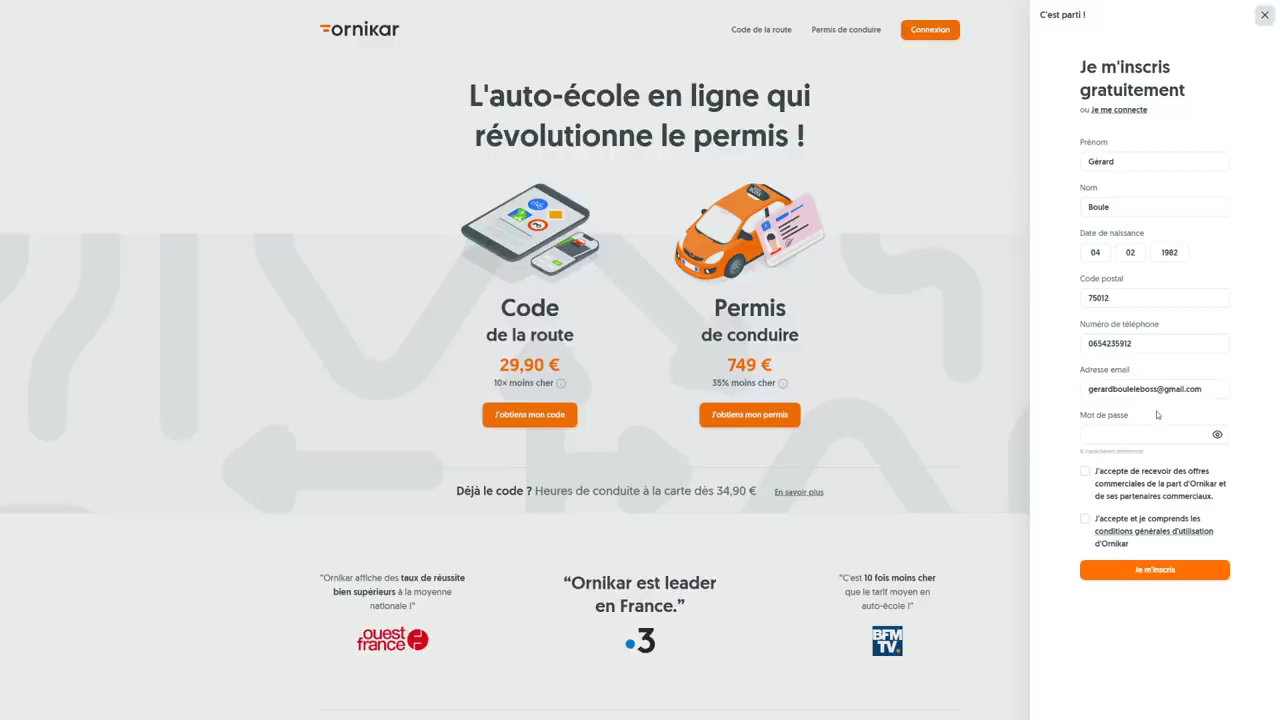 ornikar
Code de la route
Permis de conduire
Connexion
L'auto-école en ligne qui
révolutionne le permis !
Code
de la route
29,90 €
10× moins cher
J'obtiens mon code
Permis
de conduire
749 €
35% moins cher
J'obtiens mon permis
Déjà le code ? Heures de conduite à la carte dès 34,90 €
En savoir plus
"Ornikar affiche des taux de réussite
bien supérieurs à la moyenne
nationale !"
ouest
france
“Ornikar est leader
en France.”
3
"C'est 10 fois moins cher
que le tarif moyen en
auto-école !"
BFM
TV.
C'est parti !
Je m'inscris
gratuitement
ou Je me connecte
Prénom
Gérard
Nom
Boule
Date de naissance
04 02 1982
Code postal
75012
Numéro de téléphone
0654235912
Adresse email
gerardbouleleboss@gmail.com
Mot de passe
6 caractères minimum
J'accepte de recevoir des offres
commerciales de la part d'Ornikar et
de ses partenaires commerciaux.
J'accepte et je comprends les
conditions générales d'utilisation
d'Ornikar
Je m'inscris